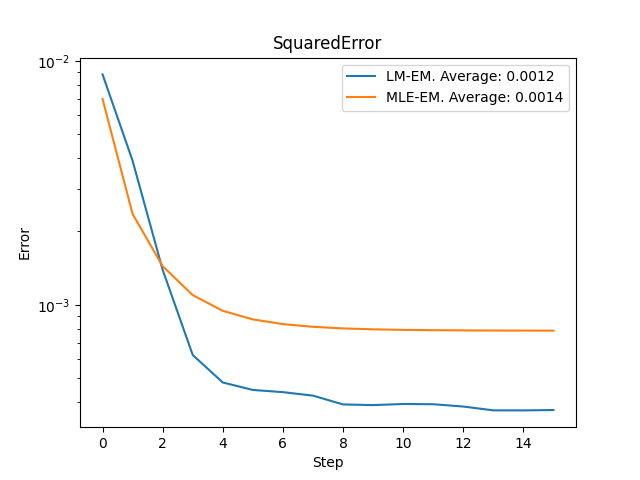 SquaredError
LM-EM. Average: 0.0012
MLE-EM. Average: 0.0014
10⁻²
10⁻³
Error
0 2 4 6 8 10 12 14
Step